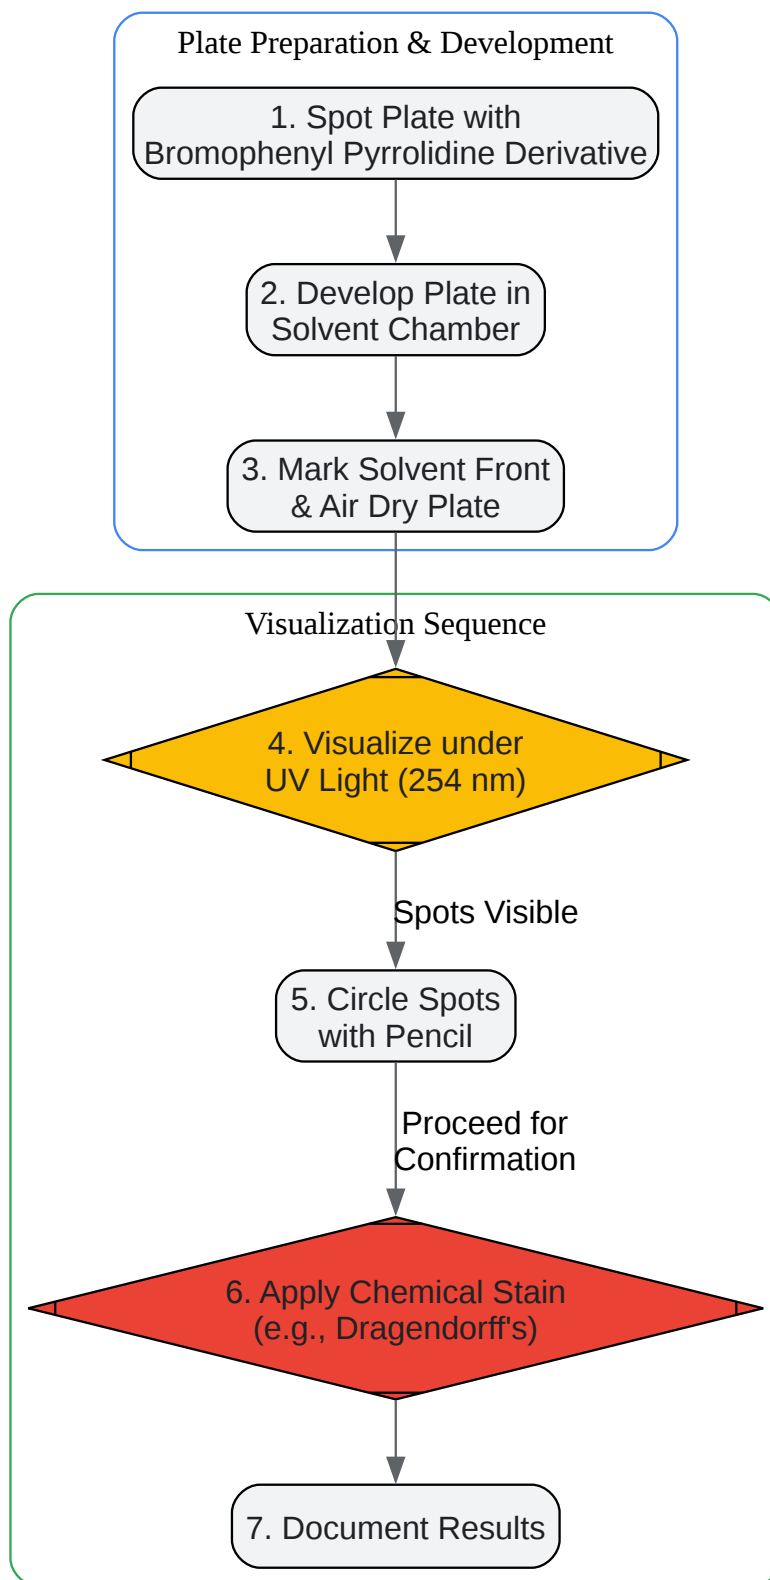 Plate Preparation & Development
1. Spot Plate with
Bromophenyl Pyrrolidine Derivative
2. Develop Plate in
Solvent Chamber
3. Mark Solvent Front
& Air Dry Plate
Visualization Sequence
4. Visualize under
UV Light (254 nm)
Spots Visible
5. Circle Spots
with Pencil
Proceed for
Confirmation
6. Apply Chemical Stain
(e.g., Dragendorff's)
7. Document Results